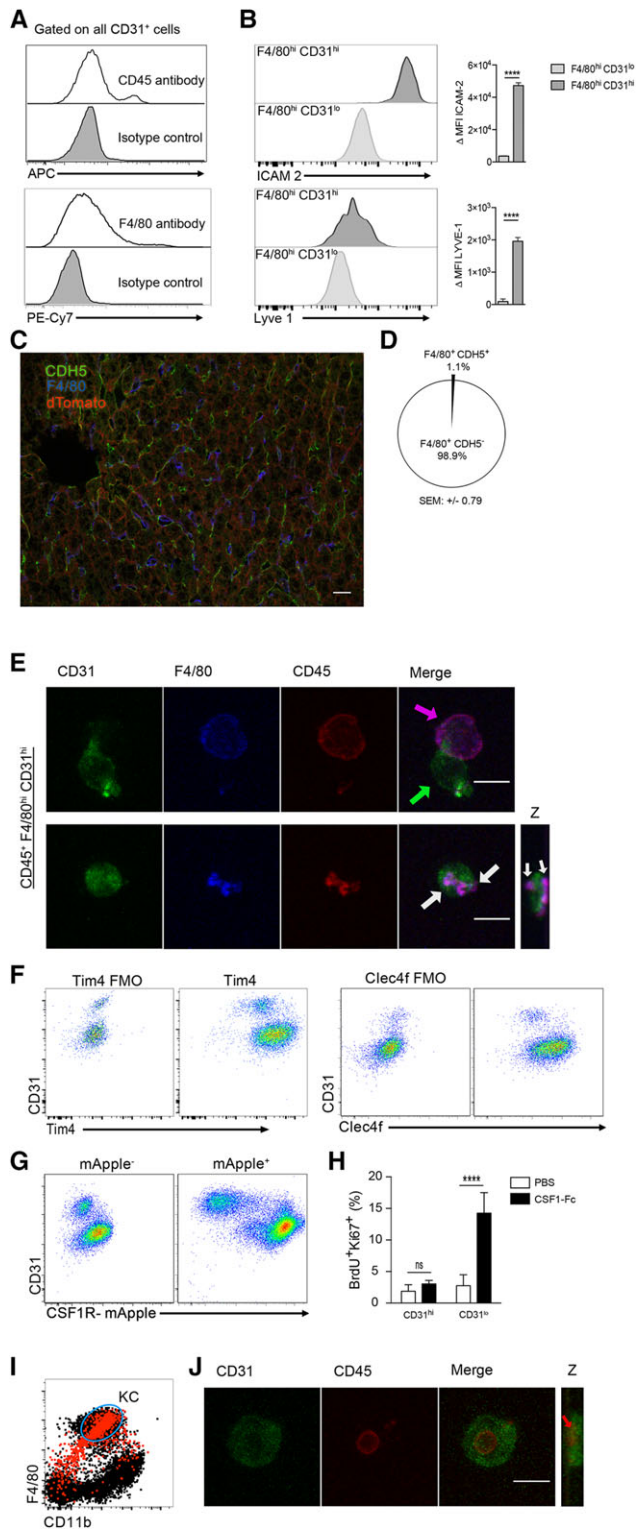 A
Gated on all CD31⁺ cells
CD45 antibody
Isotype control
APC
F4/80 antibody
Isotype control
PE-Cy7
B
F4/80ʰⁱ CD31ʰⁱ
F4/80ʰⁱ CD31ˡᵒ
ICAM 2
Δ MFI ICAM-2
6×10⁴
4×10⁴
2×10⁴
0
****
F4/80ʰⁱ CD31ˡᵒ
F4/80ʰⁱ CD31ʰⁱ
F4/80ʰⁱ CD31ʰⁱ
F4/80ʰⁱ CD31ˡᵒ
Lyve 1
Δ MFI LYVE-1
3×10³
2×10³
1×10³
0
****
C
CDH5
F4/80
dTomato
D
F4/80⁺ CDH5⁺
1.1%
F4/80⁺ CDH5⁻
98.9%
SEM: +/- 0.79
E
CD31 F4/80 CD45 Merge
CD45⁺ F4/80ʰⁱ CD31ʰⁱ
Z
F
Tim4 FMO Tim4 Clec4f FMO
CD31
Tim4
CD31
Clec4f
G
mApple⁻ mApple⁺
CD31
CSF1R- mApple
H
BrdU⁺Ki67⁺ (%)
20
15
10
5
0
ns
****
CD31ʰⁱ CD31ˡᵒ
PBS
CSF1-Fc
I
KC
F4/80
CD11b
J
CD31 CD45 Merge Z